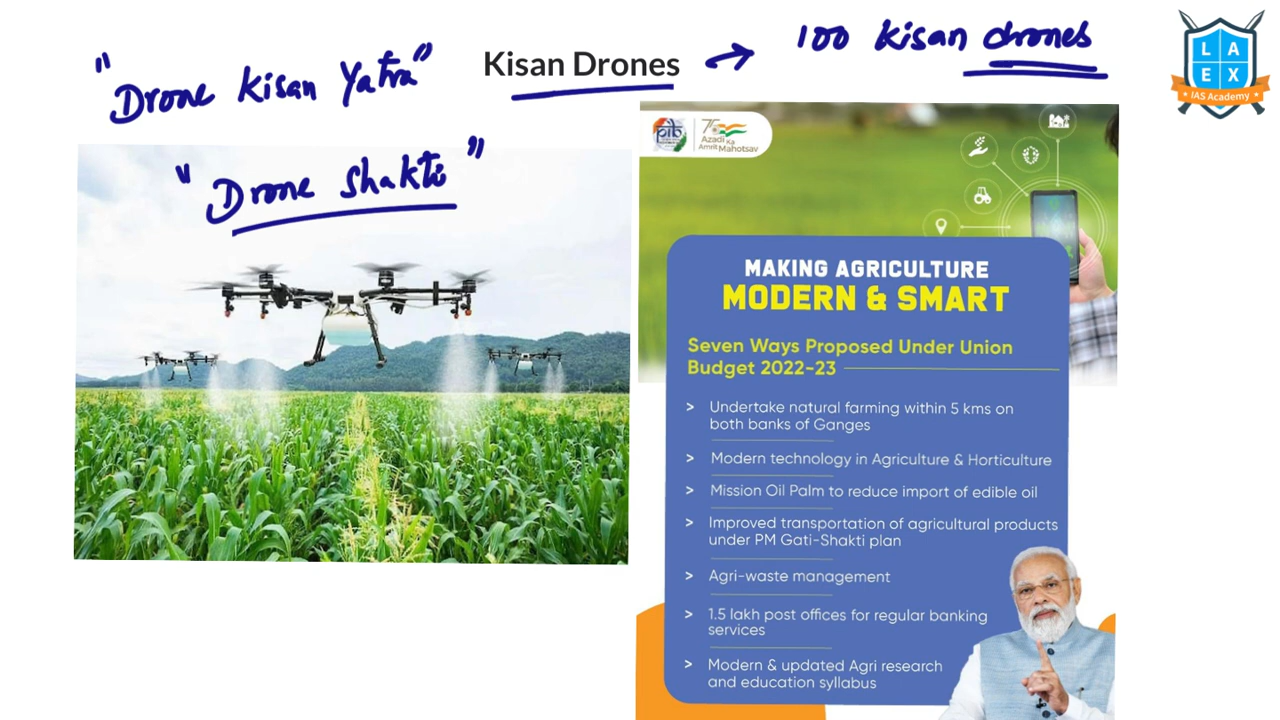 "Drone Kisan Yatra"
Kisan Drones → 100 kisan drones
"Drone Shakti"
L A
E X
IAS Academy
pib
75
Azadi Ka
Amrit Mahotsav
MAKING AGRICULTURE
MODERN & SMART
Seven Ways Proposed Under Union
Budget 2022-23
> Undertake natural farming within 5 kms on
both banks of Ganges
> Modern technology in Agriculture & Horticulture
> Mission Oil Palm to reduce import of edible oil
> Improved transportation of agricultural products
under PM Gati-Shakti plan
> Agri-waste management
> 1.5 lakh post offices for regular banking
services
> Modern & updated Agri research
and education syllabus